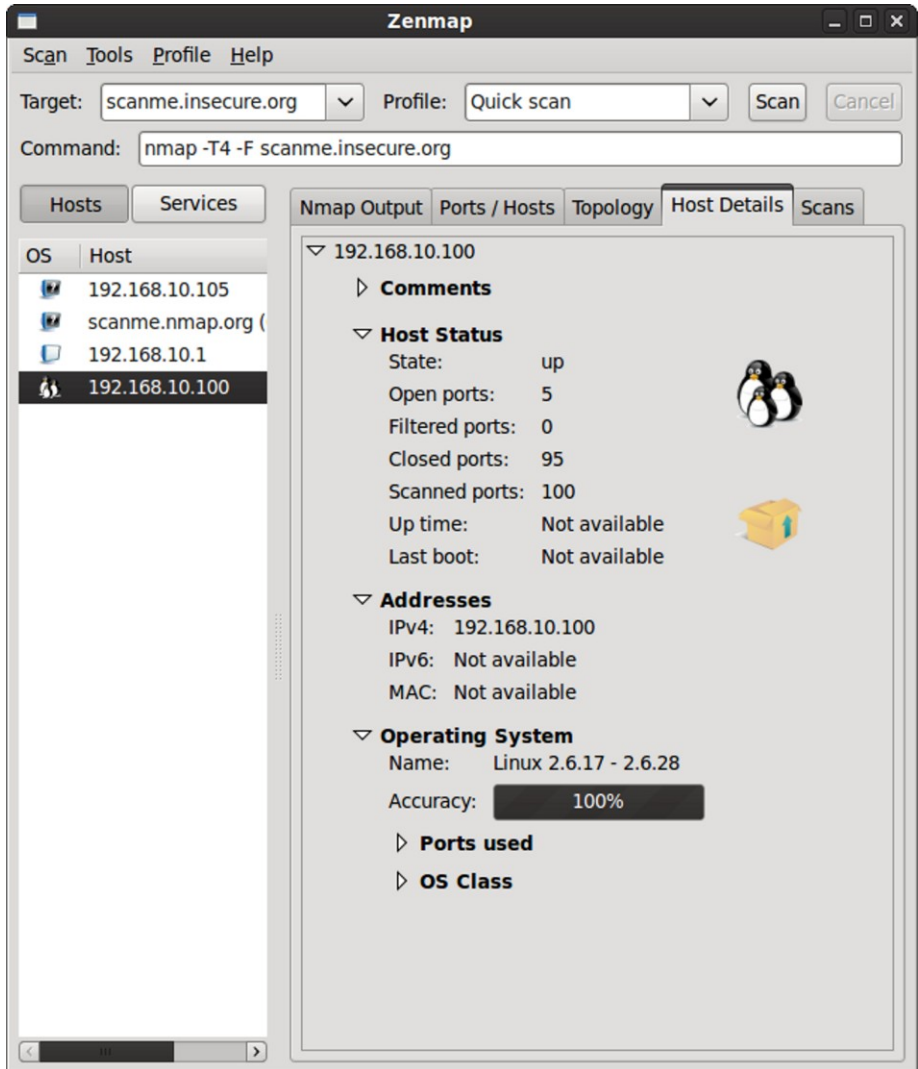 Zenmap
Scan Tools Profile Help
Target: scanme.insecure.org Profile: Quick scan Scan Cancel
Command: nmap -T4 -F scanme.insecure.org
Hosts Services
OS Host
192.168.10.105
scanme.nmap.org (
192.168.10.1
192.168.10.100
Nmap Output Ports / Hosts Topology Host Details Scans
192.168.10.100
Comments
Host Status
State: up
Open ports: 5
Filtered ports: 0
Closed ports: 95
Scanned ports: 100
Up time: Not available
Last boot: Not available
Addresses
IPv4: 192.168.10.100
IPv6: Not available
MAC: Not available
Operating System
Name: Linux 2.6.17 - 2.6.28
Accuracy: 100%
Ports used
OS Class